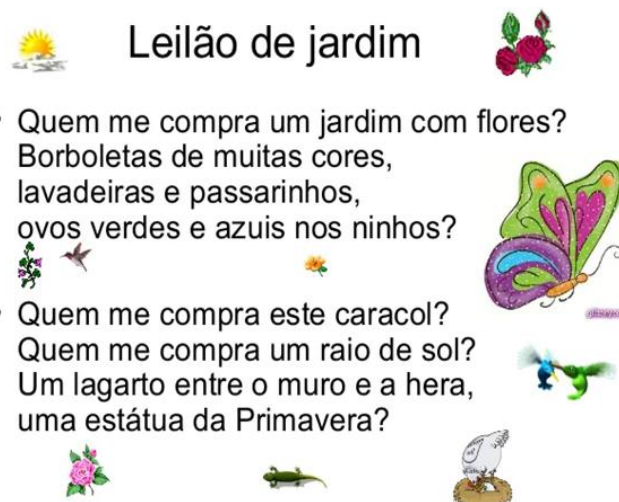 Leilão de jardim
Quem me compra um jardim com flores?
Borboletas de muitas cores,
lavadeiras e passarinhos,
ovos verdes e azuis nos ninhos?
Quem me compra este caracol?
Quem me compra um raio de sol?
Um lagarto entre o muro e a hera,
uma estátua da Primavera?